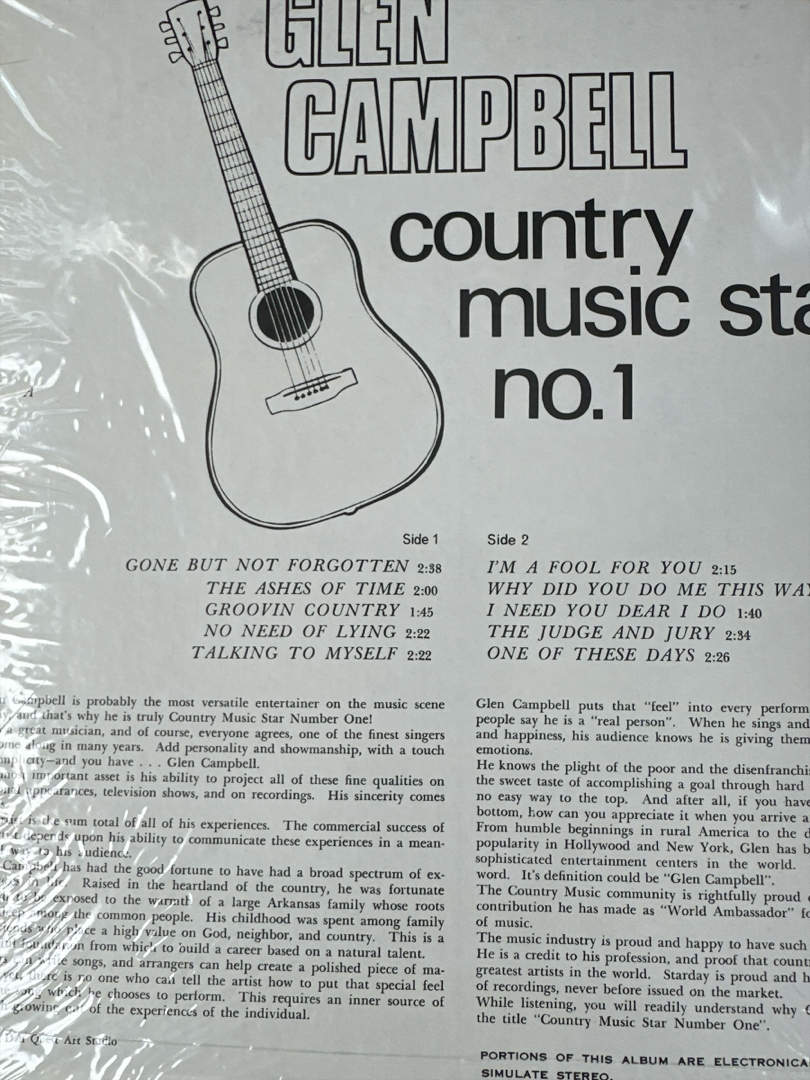 GLEN
CAMPBELL
country
music sta
no.1
A
Side 1
GONE BUT NOT FORGOTTEN 2:38
THE ASHES OF TIME 2:00
GROOVIN COUNTRY 1:45
NO NEED OF LYING 2:22
TALKING TO MYSELF 2:22
Side 2
I'M A FOOL FOR YOU 2:15
WHY DID YOU DO ME THIS WAY
I NEED YOU DEAR I DO 1:40
THE JUDGE AND JURY 2:34
ONE OF THESE DAYS 2:26
Campbell is probably the most versatile entertainer on the music scene
and that's why he is truly Country Music Star Number One!
a great musician, and of course, everyone agrees, one of the finest singers
along in many years. Add personality and showmanship, with a touch
and you have . . . Glen Campbell.
important asset is his ability to project all of these fine qualities on
appearances, television shows, and on recordings. His sincerity comes
is the sum total of all of his experiences. The commercial success of
depends upon his ability to communicate these experiences in a mean-
way to his audience.
Campbell has had the good fortune to have had a broad spectrum of ex-
in life. Raised in the heartland of the country, he was fortunate
to be exposed to the warmth of a large Arkansas family whose roots
deep among the common people. His childhood was spent among family
who place a high value on God, neighbor, and country. This is a
foundation from which to build a career based on a natural talent.
write songs, and arrangers can help create a polished piece of ma-
there is no one who can tell the artist how to put that special feel
song which he chooses to perform. This requires an inner source of
growing out of the experiences of the individual.
Art Studio
Glen Campbell puts that "feel" into every perform
people say he is a "real person". When he sings and
and happiness, his audience knows he is giving them
emotions.
He knows the plight of the poor and the disenfranchis
the sweet taste of accomplishing a goal through hard
no easy way to the top. And after all, if you have
bottom, how can you appreciate it when you arrive a
From humble beginnings in rural America to the d
popularity in Hollywood and New York, Glen has b
sophisticated entertainment centers in the world.
word. It's definition could be "Glen Campbell".
The Country Music community is rightfully proud
contribution he has made as "World Ambassador" fo
of music.
The music industry is proud and happy to have such
He is a credit to his profession, and proof that count
greatest artists in the world. Starday is proud and h
of recordings, never before issued on the market.
While listening, you will readily understand why
the title "Country Music Star Number One".
PORTIONS OF THIS ALBUM ARE ELECTRONICA
SIMULATE STEREO.